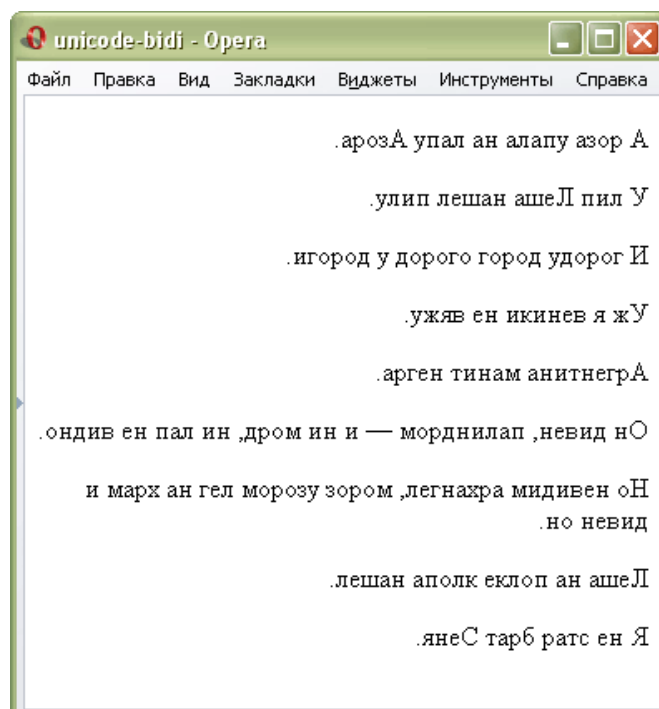 unicode-bidi - Opera
Файл Правка Вид Закладки Виджеты Инструменты Справка
.арозА упал ан алапу азор А
.улип лешан ашеЛ пил У
.игород у дорого город удорог И
.ужяв ен икинев я жУ
.арген тинам анитнегрА
.ондив ен пал ин ,дром ин и — морднилап ,невид нО
и марх ан гел морозу зором ,легнахра мидивен оН
.но невид
.лешан аполк еклоп ан ашеЛ
.янеС тарб ратс ен Я